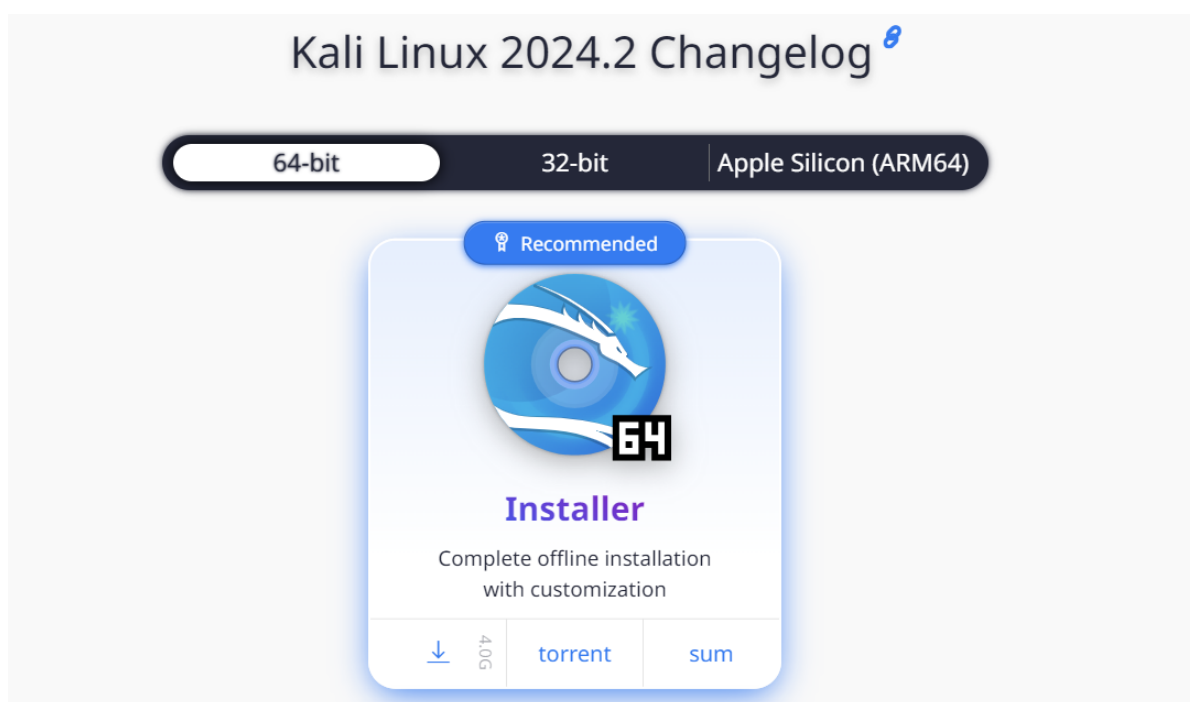 Kali Linux 2024.2 Changelog
64-bit
32-bit
Apple Silicon (ARM64)
Recommended
64
Installer
Complete offline installation
with customization
4.0G
torrent
sum